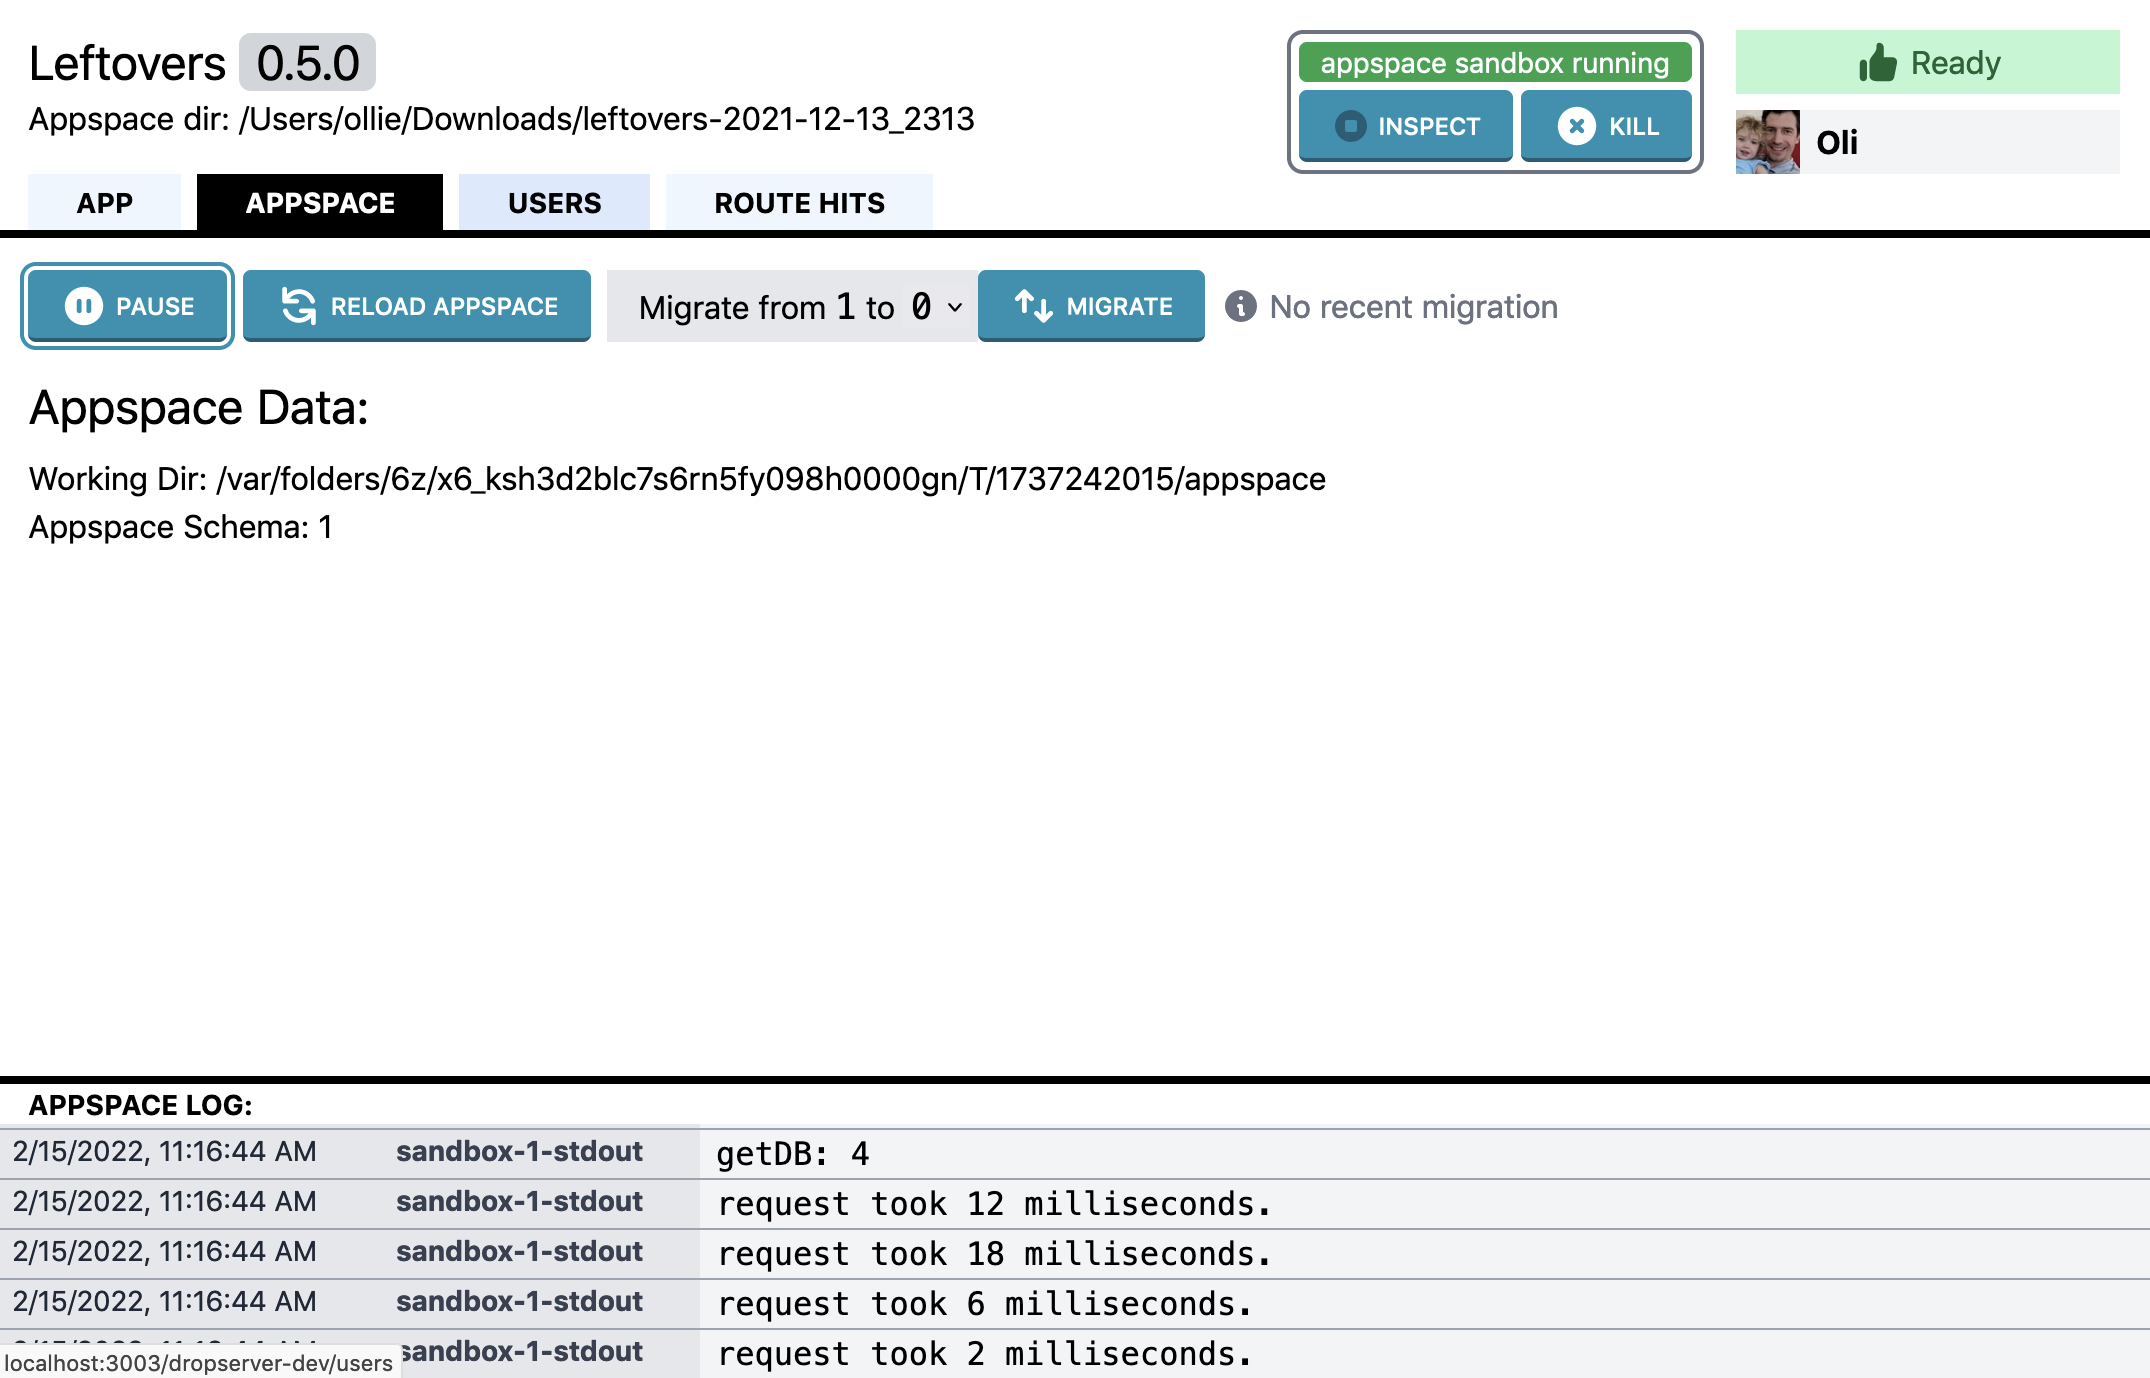 Leftovers 0.5.0
Appspace dir: /Users/ollie/Downloads/leftovers-2021-12-13_2313
appspace sandbox running
INSPECT KILL
Ready
Oli
APP APPSPACE USERS ROUTE HITS
PAUSE RELOAD APPSPACE Migrate from 1 to 0 MIGRATE No recent migration
Appspace Data:
Working Dir: /var/folders/6z/x6_ksh3d2blc7s6rn5fy098h0000gn/T/1737242015/appspace
Appspace Schema: 1
APPSPACE LOG:
2/15/2022, 11:16:44 AM sandbox-1-stdout getDB: 4
2/15/2022, 11:16:44 AM sandbox-1-stdout request took 12 milliseconds.
2/15/2022, 11:16:44 AM sandbox-1-stdout request took 18 milliseconds.
2/15/2022, 11:16:44 AM sandbox-1-stdout request took 6 milliseconds.
sandbox-1-stdout request took 2 milliseconds.
localhost:3003/dropserver-dev/users